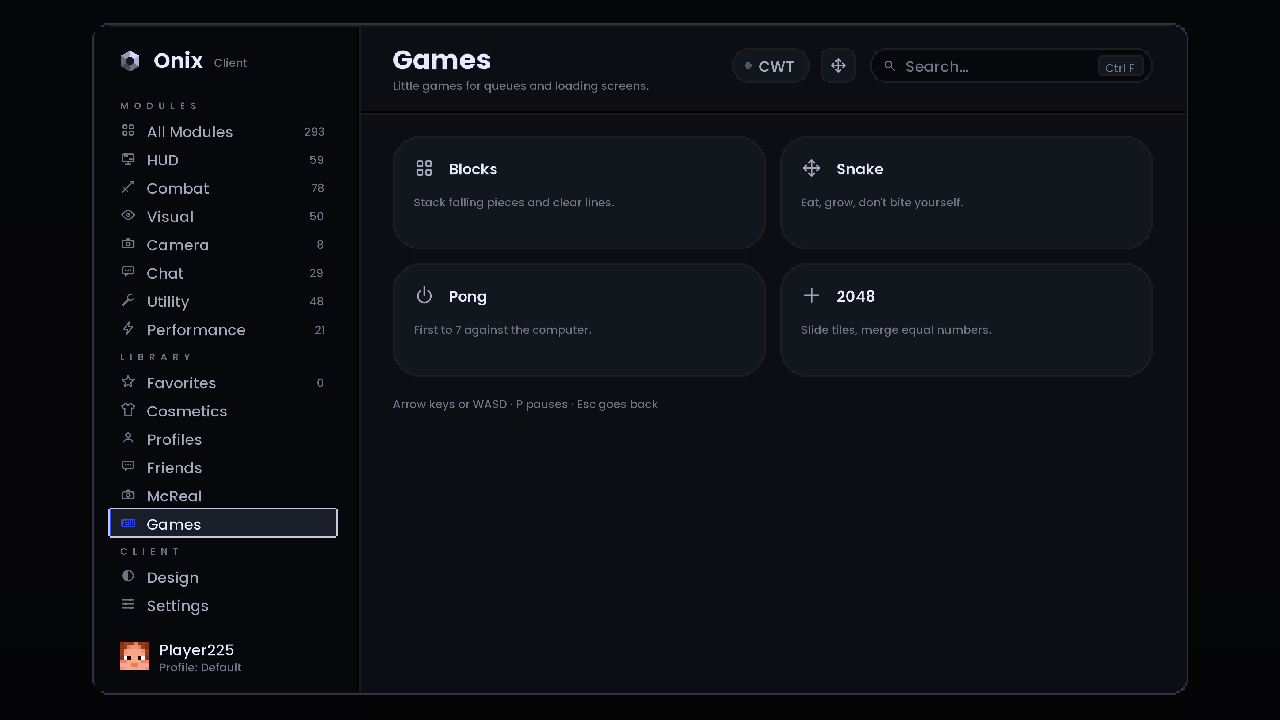 Onix Client
MODULES
All Modules 293
HUD 59
Combat 78
Visual 50
Camera 8
Chat 29
Utility 48
Performance 21
LIBRARY
Favorites 0
Cosmetics
Profiles
Friends
McReal
Games
CLIENT
Design
Settings
Player225
Profile: Default
Games
Little games for queues and loading screens.
CWT
Search...
Ctrl F
Blocks
Stack falling pieces and clear lines.
Snake
Eat, grow, don't bite yourself.
Pong
First to 7 against the computer.
2048
Slide tiles, merge equal numbers.
Arrow keys or WASD · P pauses · Esc goes back